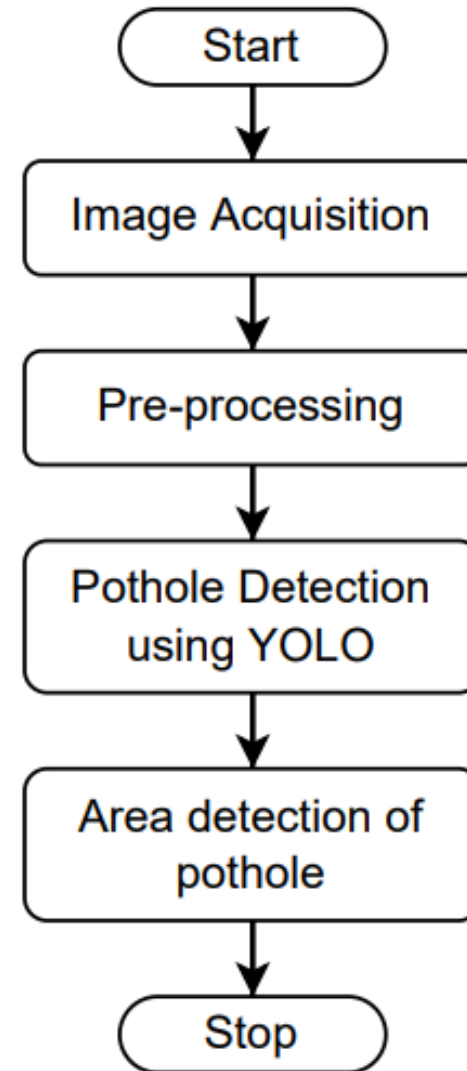 Start
Image Acquisition
Pre-processing
Pothole Detection
using YOLO
Area detection of
pothole
Stop